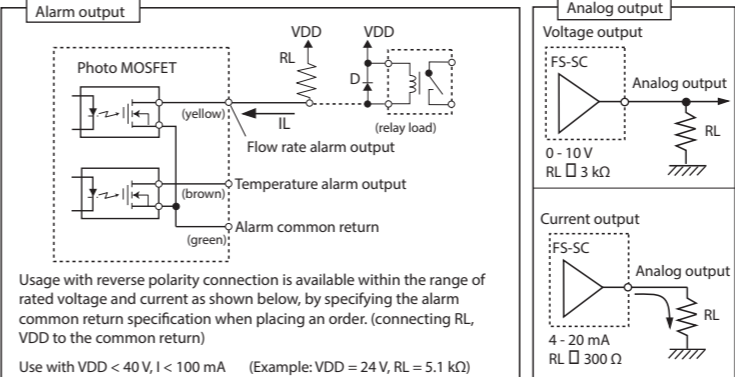 Alarm output
Photo MOSFET
VDD
VDD
RL
D
(yellow)
IL
(relay load)
Flow rate alarm output
(brown)
Temperature alarm output
Alarm common return
(green)
Usage with reverse polarity connection is available within the range of
rated voltage and current as shown below, by specifying the alarm
common return specification when placing an order. (connecting RL,
VDD to the common return)
Use with VDD < 40 V, I < 100 mA (Example: VDD = 24 V, RL = 5.1 kΩ)
Analog output
Voltage output
FS-SC
Analog output
RL
0 - 10 V
RL □ 3 kΩ
Current output
FS-SC
Analog output
RL
4 - 20 mA
RL □ 300 Ω